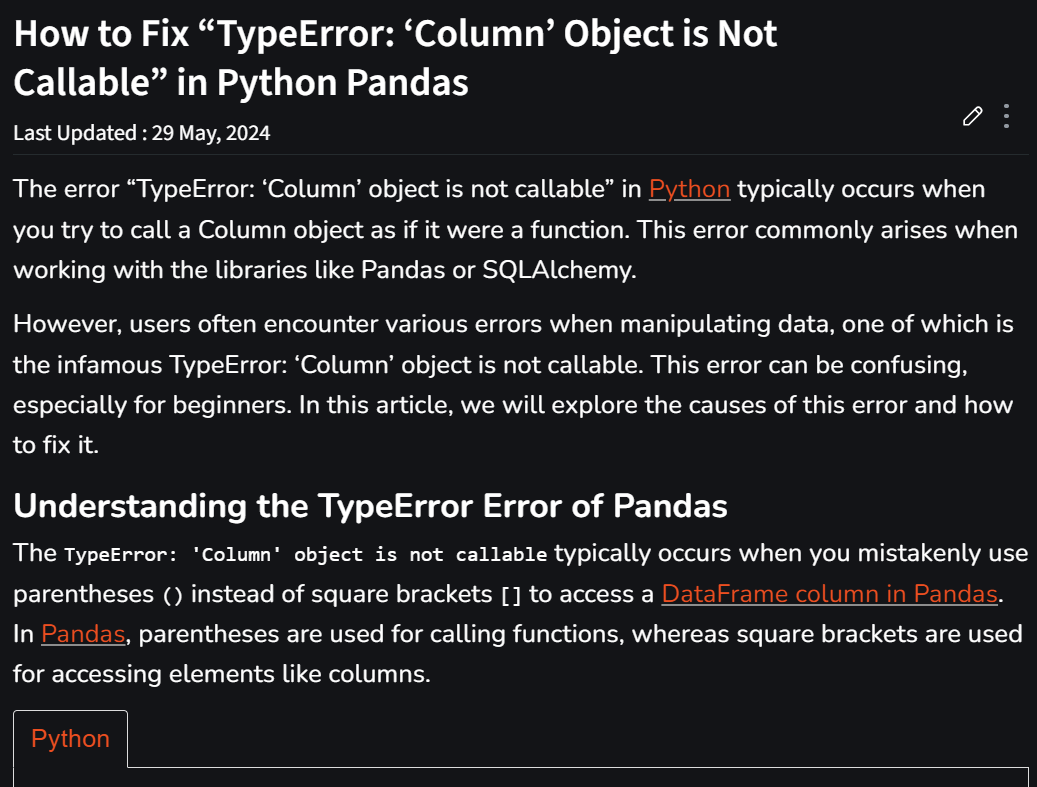 How to Fix “TypeError: ‘Column’ Object is Not
Callable” in Python Pandas
Last Updated : 29 May, 2024
The error “TypeError: ‘Column’ object is not callable” in Python typically occurs when
you try to call a Column object as if it were a function. This error commonly arises when
working with the libraries like Pandas or SQLAlchemy.
However, users often encounter various errors when manipulating data, one of which is
the infamous TypeError: ‘Column’ object is not callable. This error can be confusing,
especially for beginners. In this article, we will explore the causes of this error and how
to fix it.
Understanding the TypeError Error of Pandas
The TypeError: 'Column' object is not callable typically occurs when you mistakenly use
parentheses () instead of square brackets [] to access a DataFrame column in Pandas.
In Pandas, parentheses are used for calling functions, whereas square brackets are used
for accessing elements like columns.
Python